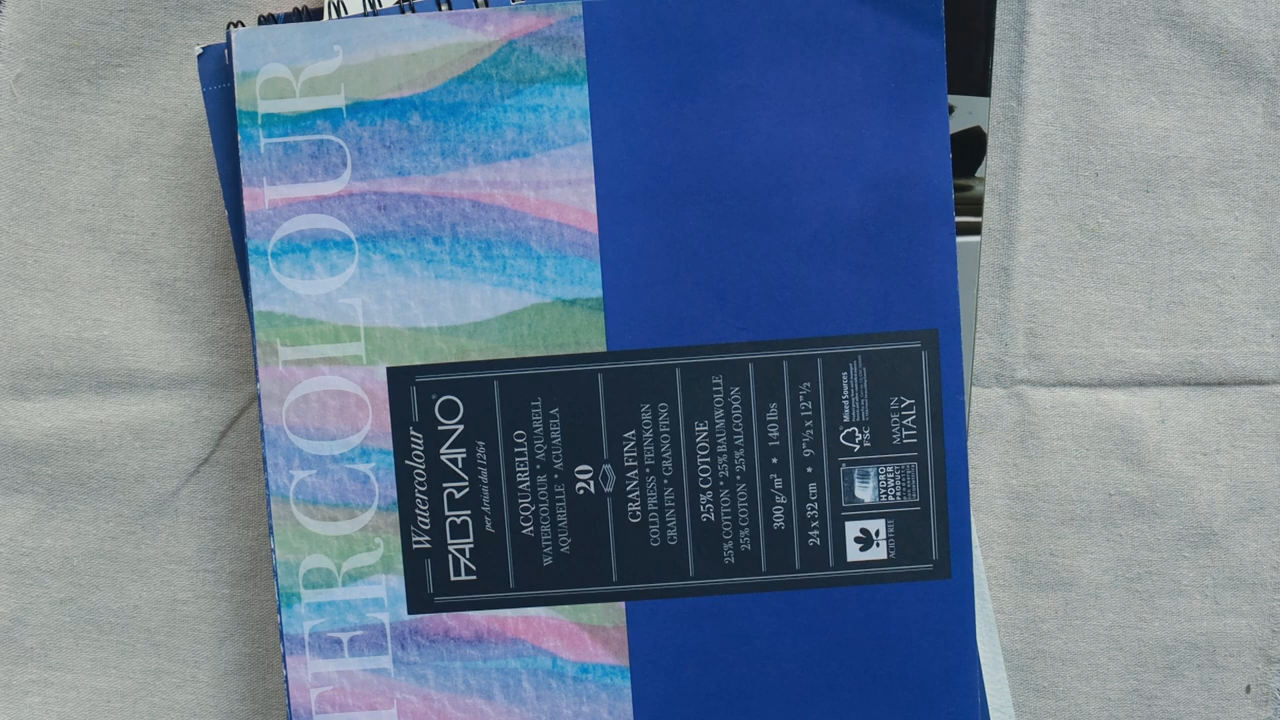 TERCOLOUR
Watercolour
FABRIANO
per Artisti dal 1264
ACQUARELLO
WATERCOLOUR * AQUARELL
AQUARELLE * ACUARELA
20
GRANA FINA
COLD PRESS * FEINKORN
GRAIN FIN * GRANO FINO
25% COTONE
25% COTTON * 25% BAUMWOLLE
25% COTON * 25% ALGODÓN
300 g/m² * 140 lbs
24 x 32 cm * 9"½ x 12"½
ACID FREE
HYDRO
POWER
PRODUCT
FSC
Mixed Sources
MADE IN
ITALY